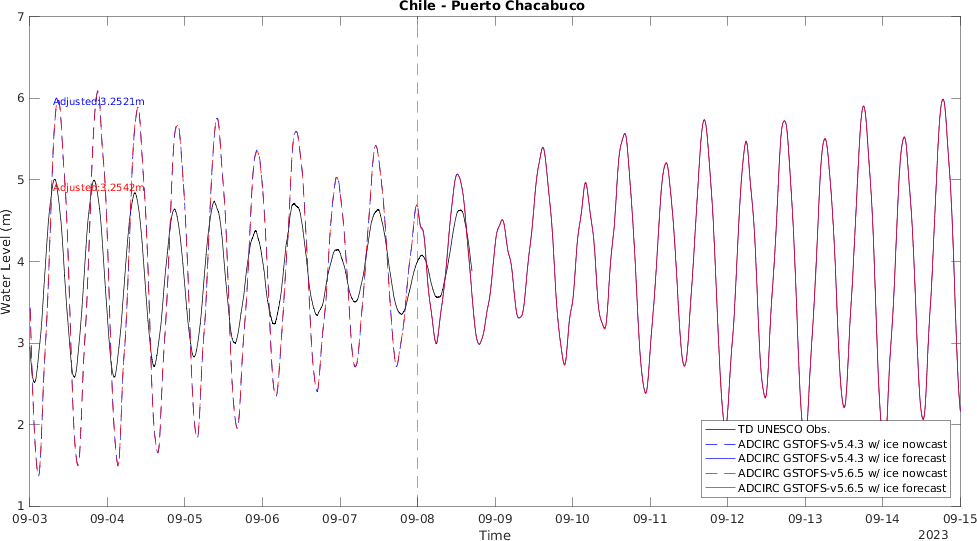 Chile - Puerto Chacabuco
7
6
5
4
3
2
1
Water Level (m)
Adjusted:3.2521m
Adjusted:3.2542m
TD UNESCO Obs.
ADCIRC GSTOFS-v5.4.3 w/ ice nowcast
ADCIRC GSTOFS-v5.4.3 w/ ice forecast
ADCIRC GSTOFS-v5.6.5 w/ ice nowcast
ADCIRC GSTOFS-v5.6.5 w/ ice forecast
09-03 09-04 09-05 09-06 09-07 09-08 09-09 09-10 09-11 09-12 09-13 09-14 09-15
Time
2023